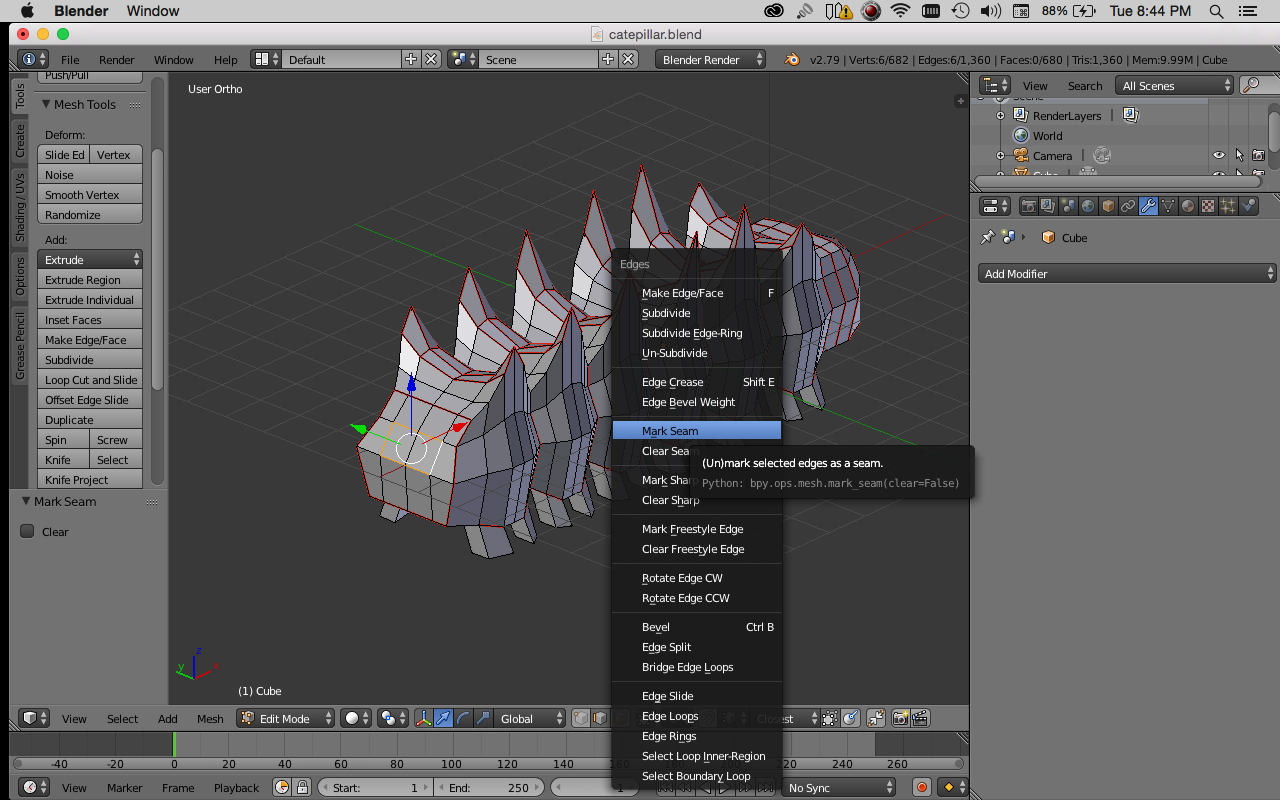 Blender Window 88% Tue 8:44 PM
catepillar.blend
File Render Window Help Default Scene Blender Render v2.79 | Verts:6/682 | Edges:6/1,360 | Faces:0/680 | Tris:1,360 | Mem:9.99M | Cube
Tools
Create
Shading / UVs
Options
Grease Pencil
Push/Pull
Mesh Tools
Deform:
Slide Ed Vertex
Noise
Smooth Vertex
Randomize
Add:
Extrude
Extrude Region
Extrude Individual
Inset Faces
Make Edge/Face
Subdivide
Loop Cut and Slide
Offset Edge Slide
Duplicate
Spin Screw
Knife Select
Knife Project
Mark Seam
Clear
User Ortho
z
y
x
(1) Cube
Edges
Make Edge/Face F
Subdivide
Subdivide Edge-Ring
Un-Subdivide
Edge Crease Shift E
Edge Bevel Weight
Mark Seam
Clear Seam
Mark Sharp
Clear Sharp
Mark Freestyle Edge
Clear Freestyle Edge
Rotate Edge CW
Rotate Edge CCW
Bevel Ctrl B
Edge Split
Bridge Edge Loops
Edge Slide
Edge Loops
Edge Rings
Select Loop Inner-Region
Select Boundary Loop
(Un)mark selected edges as a seam.
Python: bpy.ops.mesh.mark_seam(clear=False)
View Search All Scenes
Scene
RenderLayers |
World
Camera |
Cube
Cube
Add Modifier
View Select Add Mesh Edit Mode Global Closest
-40 -20 0 20 40 60 80 100 120 140 160 180 200 220 240 260
View Marker Frame Playback Start: 1 End: 250 1 No Sync